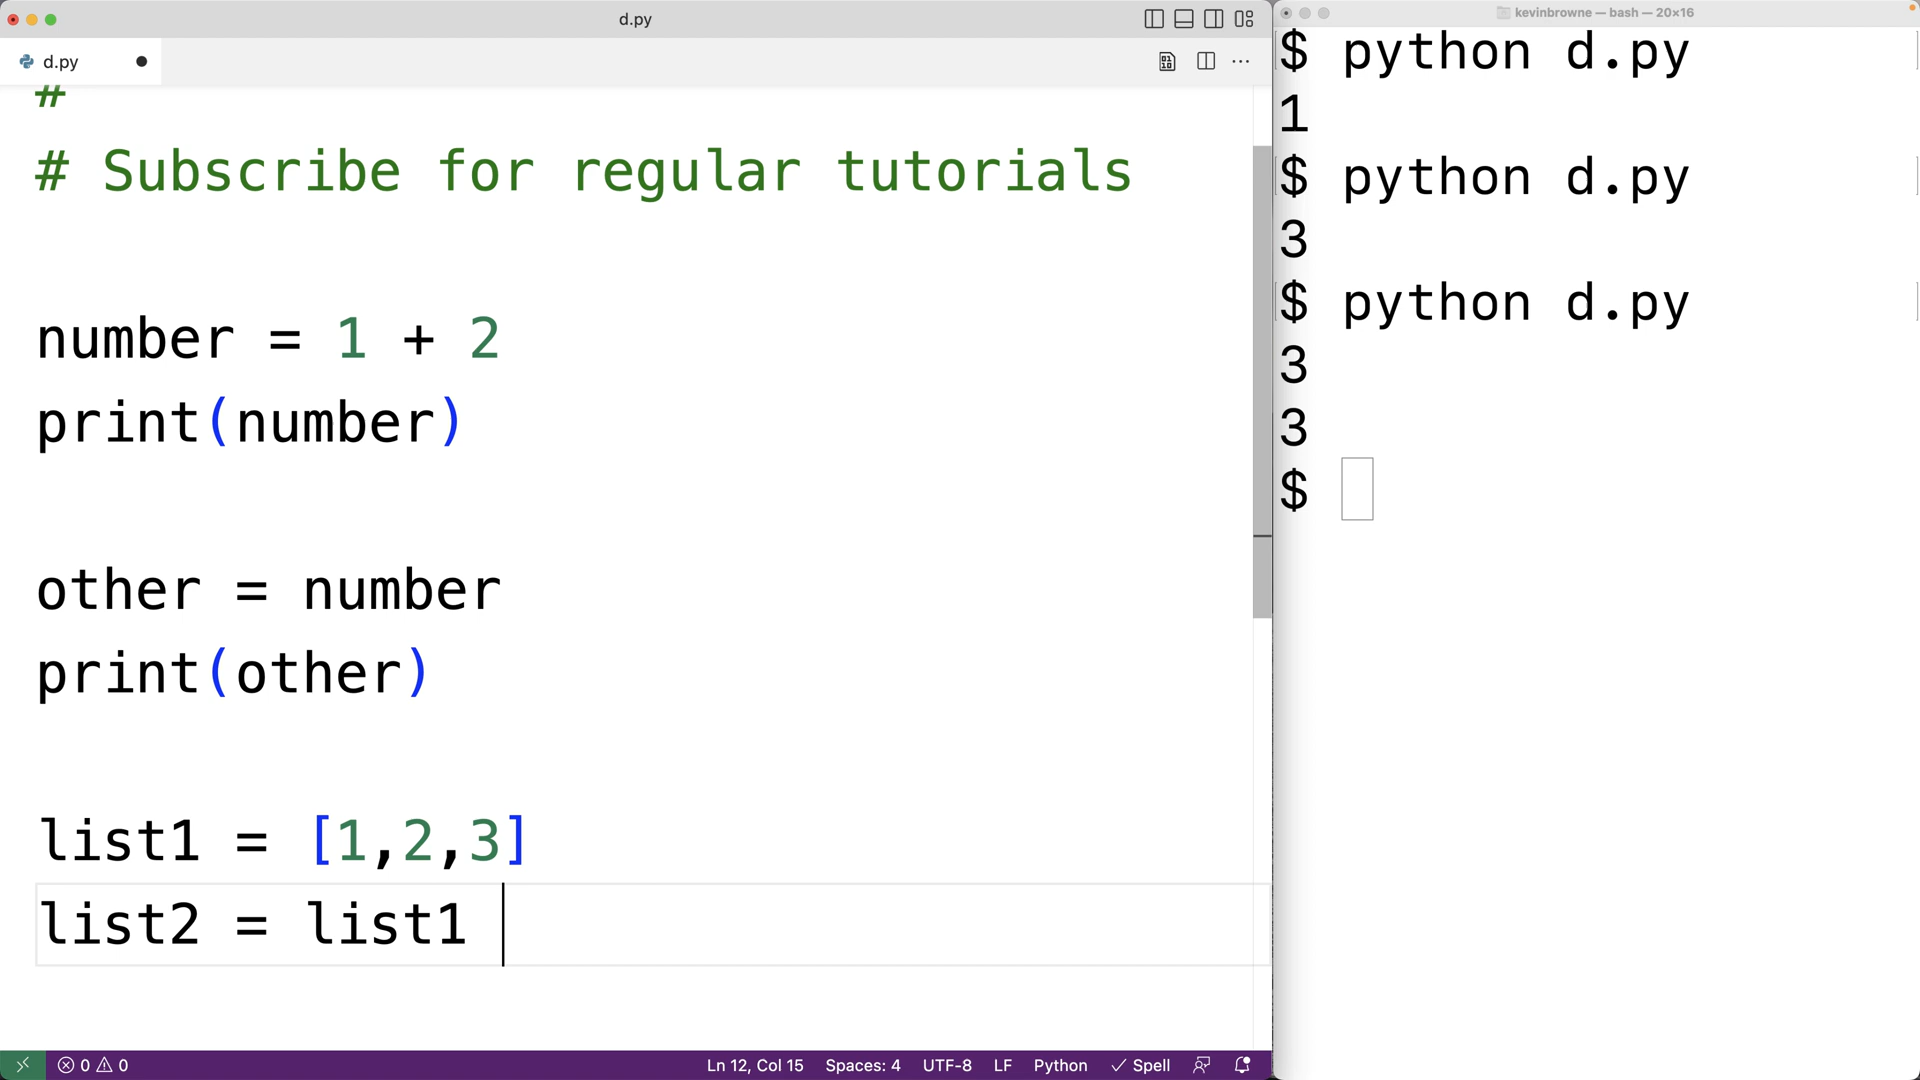 d.py
kevinbrowne — bash — 20×16
d.py
#
# Subscribe for regular tutorials
number = 1 + 2
print(number)
other = number
print(other)
list1 = [1,2,3]
list2 = list1
0 0
Ln 12, Col 15
Spaces: 4
UTF-8
LF
Python
Spell
$ python d.py
1
$ python d.py
3
$ python d.py
3
3
$